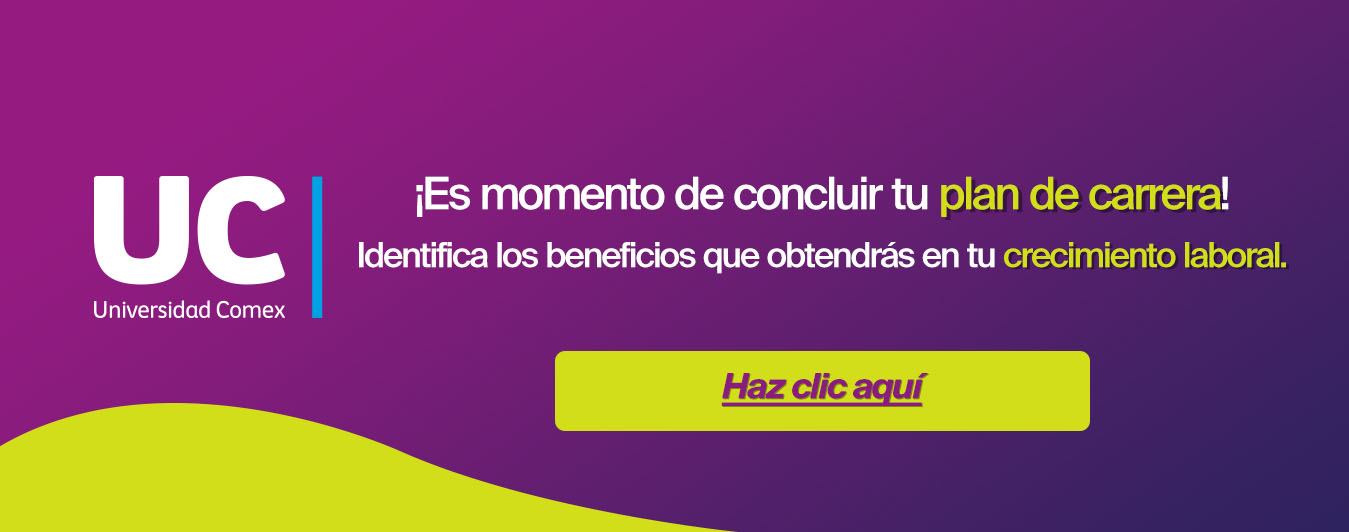 UC
Universidad Comex
¡Es momento de concluir tu plan de carrera!
Identifica los beneficios que obtendrás en tu crecimiento laboral.
Haz clic aquí